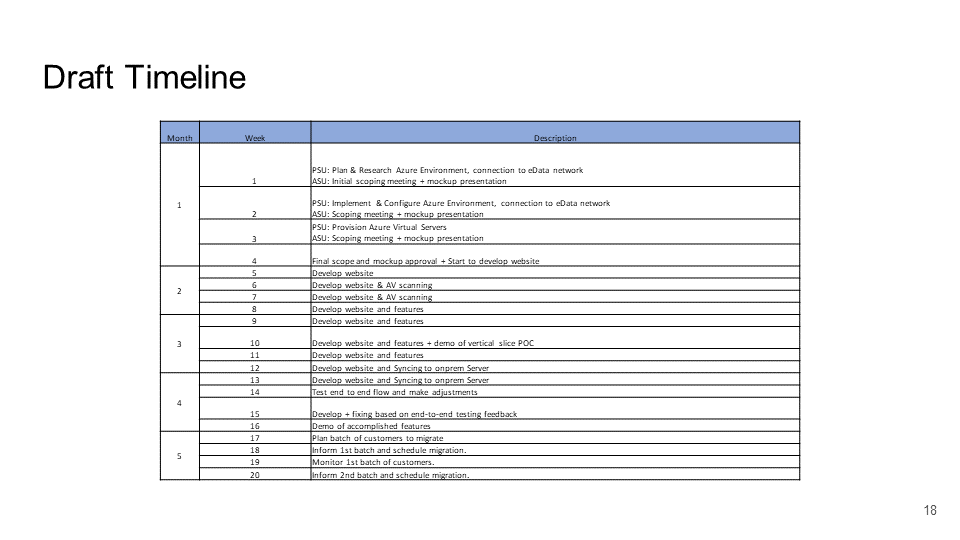 Draft Timeline
Month Week Description
1
1
PSU: Plan & Research Azure Environment, connection to eData network
ASU: Initial scoping meeting + mockup presentation
2
PSU: Implement & Configure Azure Environment, connection to eData network
ASU: Scoping meeting + mockup presentation
3
PSU: Provision Azure Virtual Servers
ASU: Scoping meeting + mockup presentation
4 Final scope and mockup approval + Start to develop website
2
5 Develop website
6 Develop website & AV scanning
7 Develop website & AV scanning
8 Develop website and features
3
9 Develop website and features
10 Develop website and features + demo of vertical slice POC
11 Develop website and features
12 Develop website and Syncing to onprem Server
4
13 Develop website and Syncing to onprem Server
14 Test end to end flow and make adjustments
15 Develop + fixing based on end-to-end testing feedback
16 Demo of accomplished features
5
17 Plan batch of customers to migrate
18 Inform 1st batch and schedule migration.
19 Monitor 1st batch of customers.
20 Inform 2nd batch and schedule migration.
18